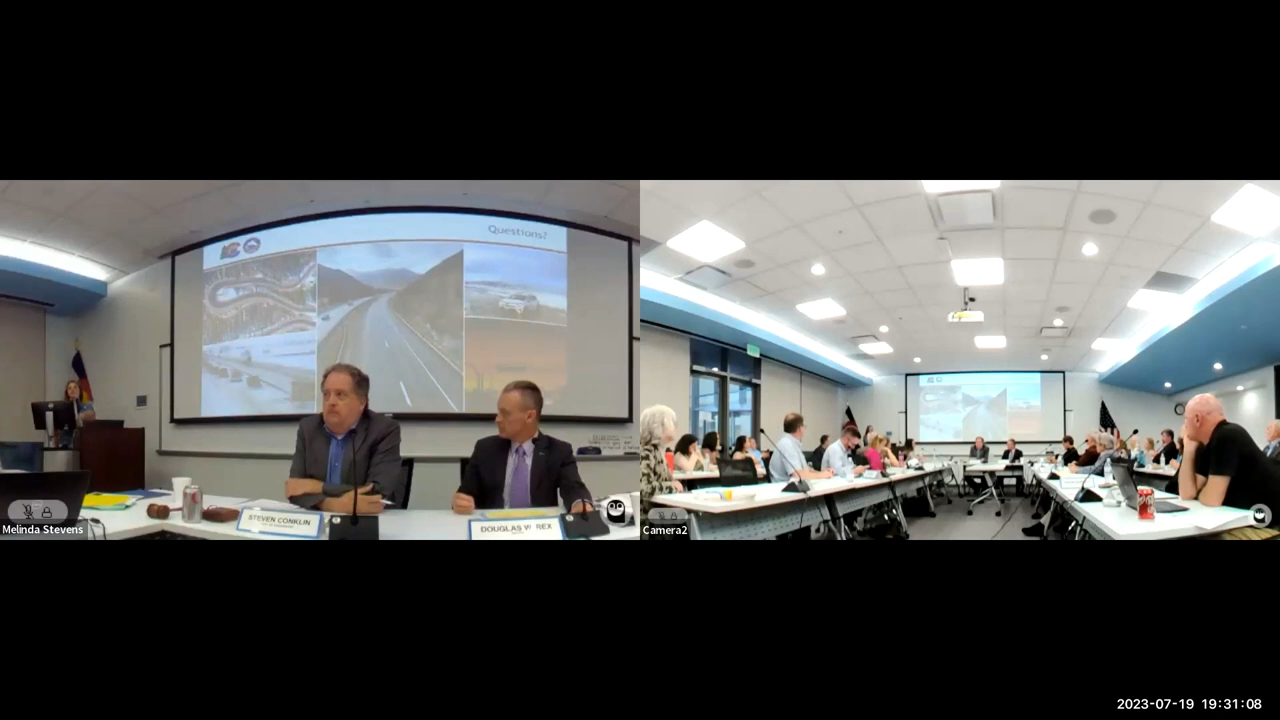 Questions?
STEVEN CONKLIN
DOUGLAS W. REX
Melinda Stevens
Camera2
2023-07-19 19:31:08